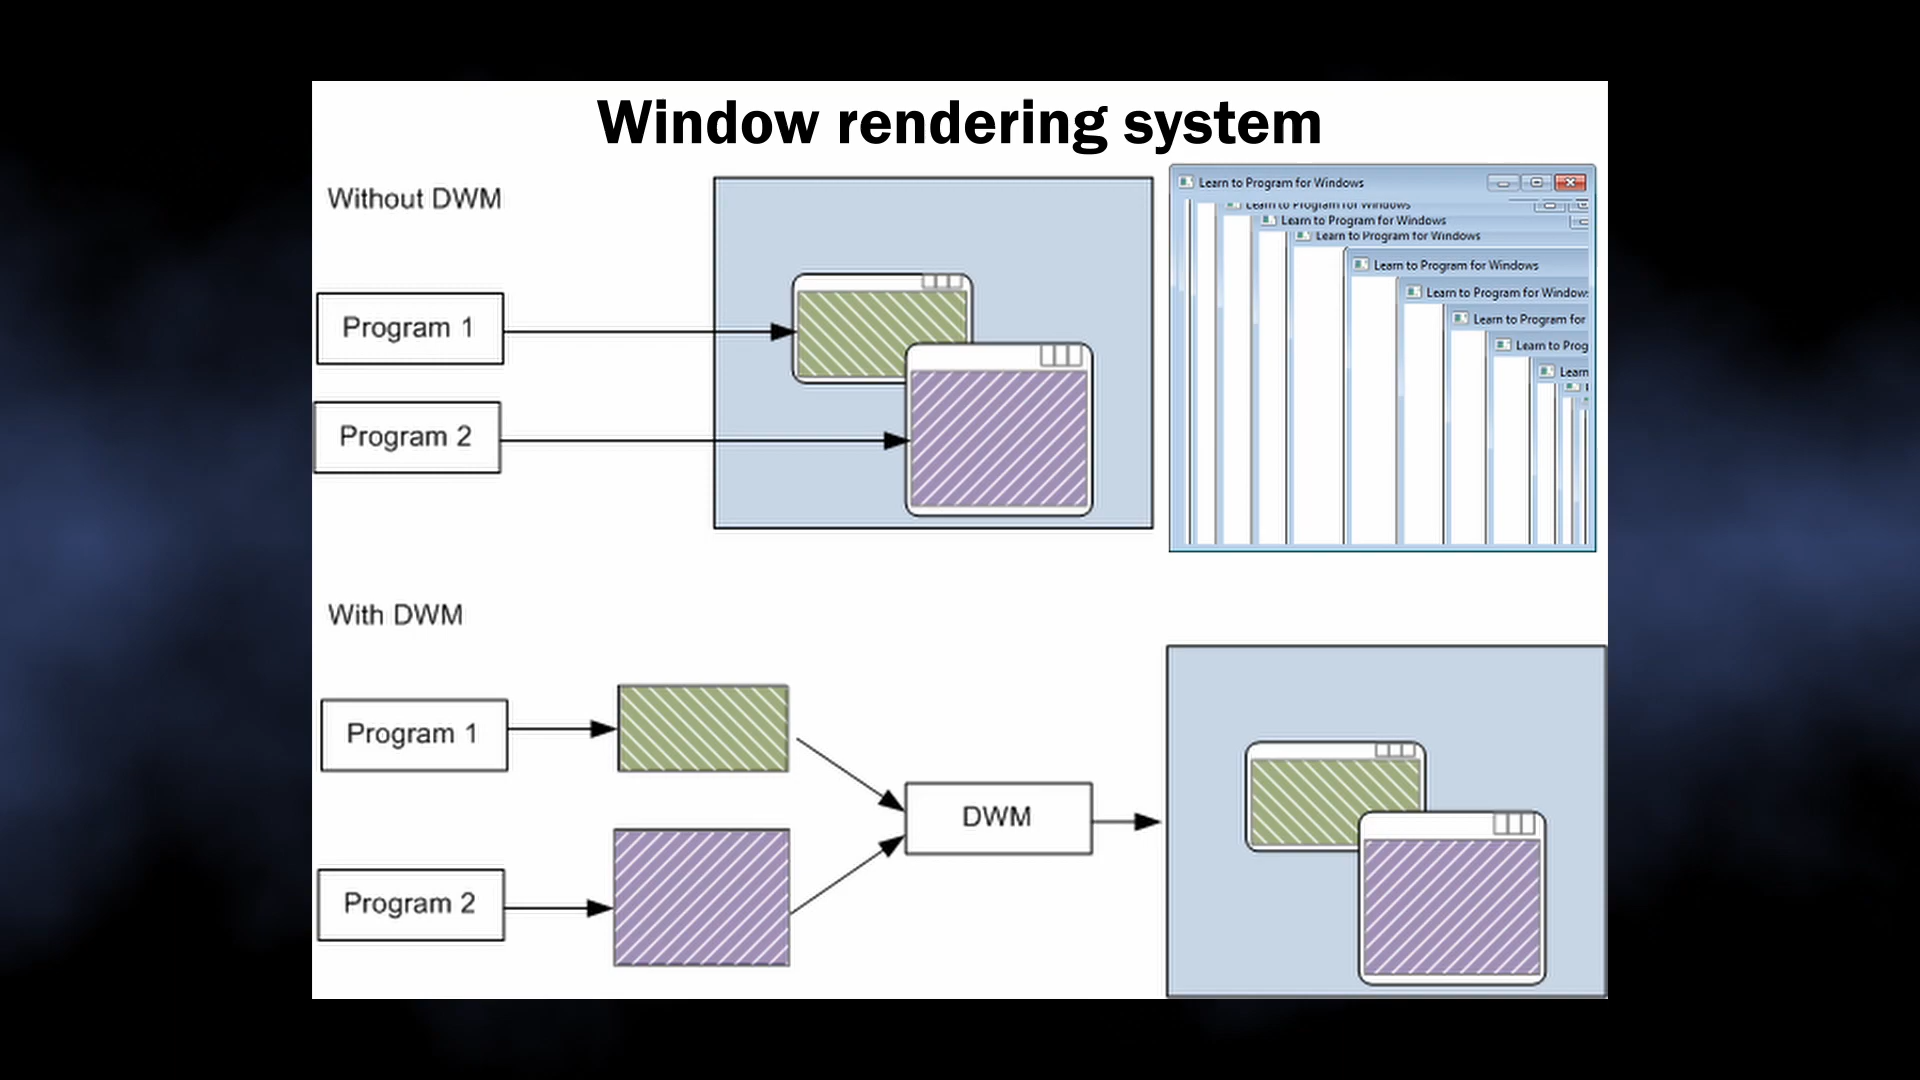 Window rendering system
Without DWM
Program 1
Program 2
Learn to Program for Windows
Learn to Program for Windows
Learn to Program for Windows
Learn to Program for Windows
Learn to Program for Windows
Learn to Program for Windows
Learn to Program for
Learn to Prog
Learn
With DWM
Program 1
Program 2
DWM